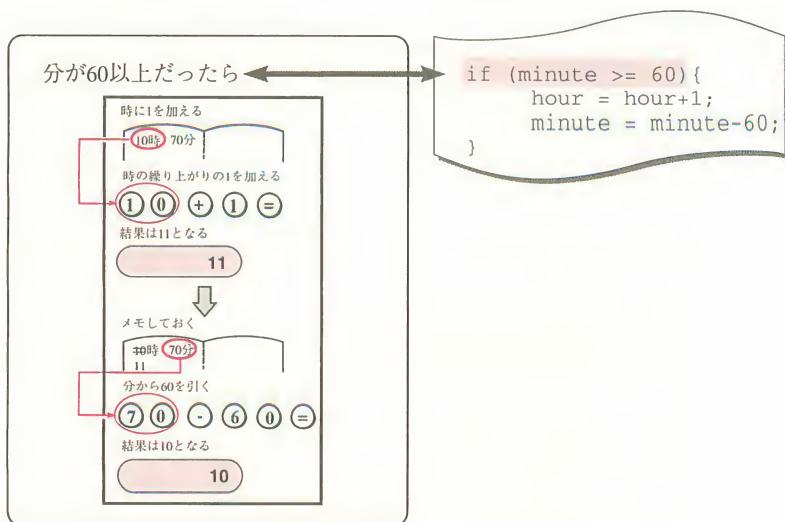 分が60以上だったら
if (minute >= 60){
hour = hour+1;
minute = minute-60;
}
時に1を加える
10時 70分
時の繰り上がりの1を加える
1 0 + 1 =
結果は11となる
11
メモしておく
10時 70分
11
分から60を引く
7 0 - 6 0 =
結果は10となる
10